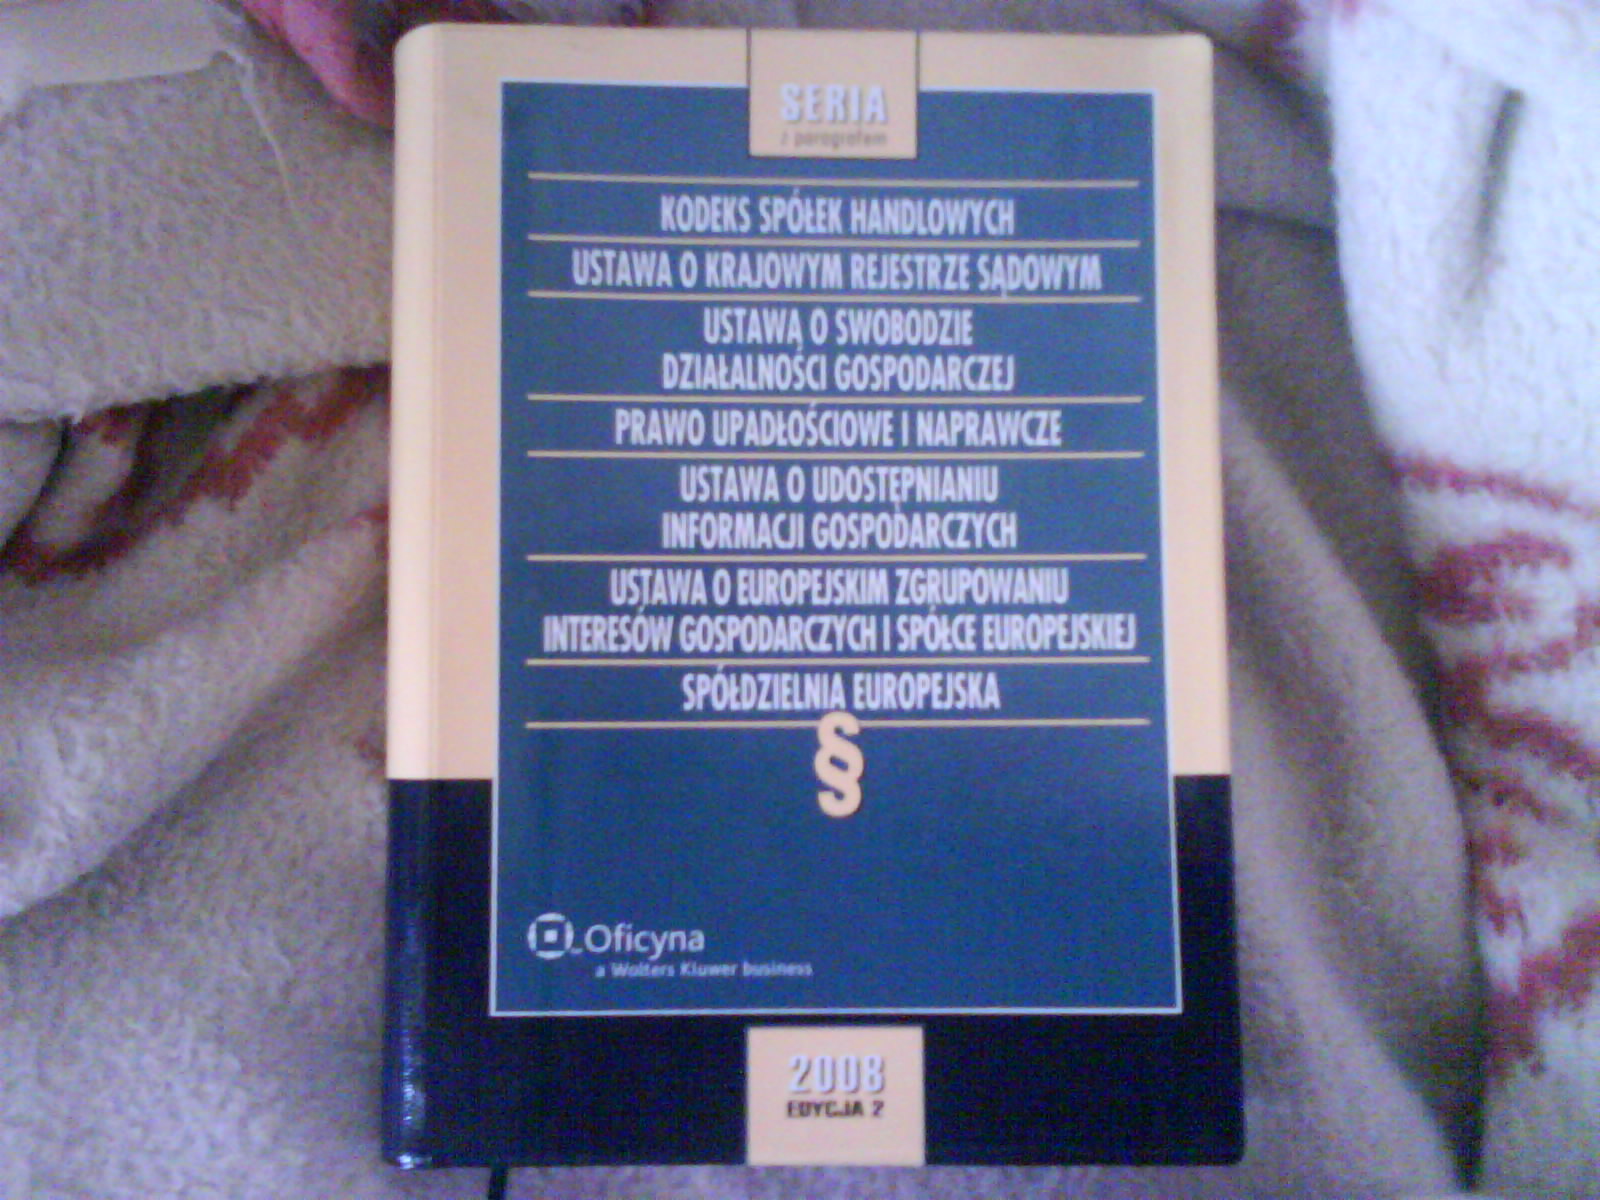 SERIA
z paragrafem
KODEKS SPÓŁEK HANDLOWYCH
USTAWA O KRAJOWYM REJESTRZE SĄDOWYM
USTAWA O SWOBODZIE
DZIAŁALNOŚCI GOSPODARCZEJ
PRAWO UPADŁOŚCIOWE I NAPRAWCZE
USTAWA O UDOSTĘPNIANIU
INFORMACJI GOSPODARCZYCH
USTAWA O EUROPEJSKIM ZGRUPOWANIU
INTERESÓW GOSPODARCZYCH I SPÓŁCE EUROPEJSKIEJ
SPÓŁDZIELNIA EUROPEJSKA
§
Oficyna
a Wolters Kluwer business
2008
EDYCJA 2